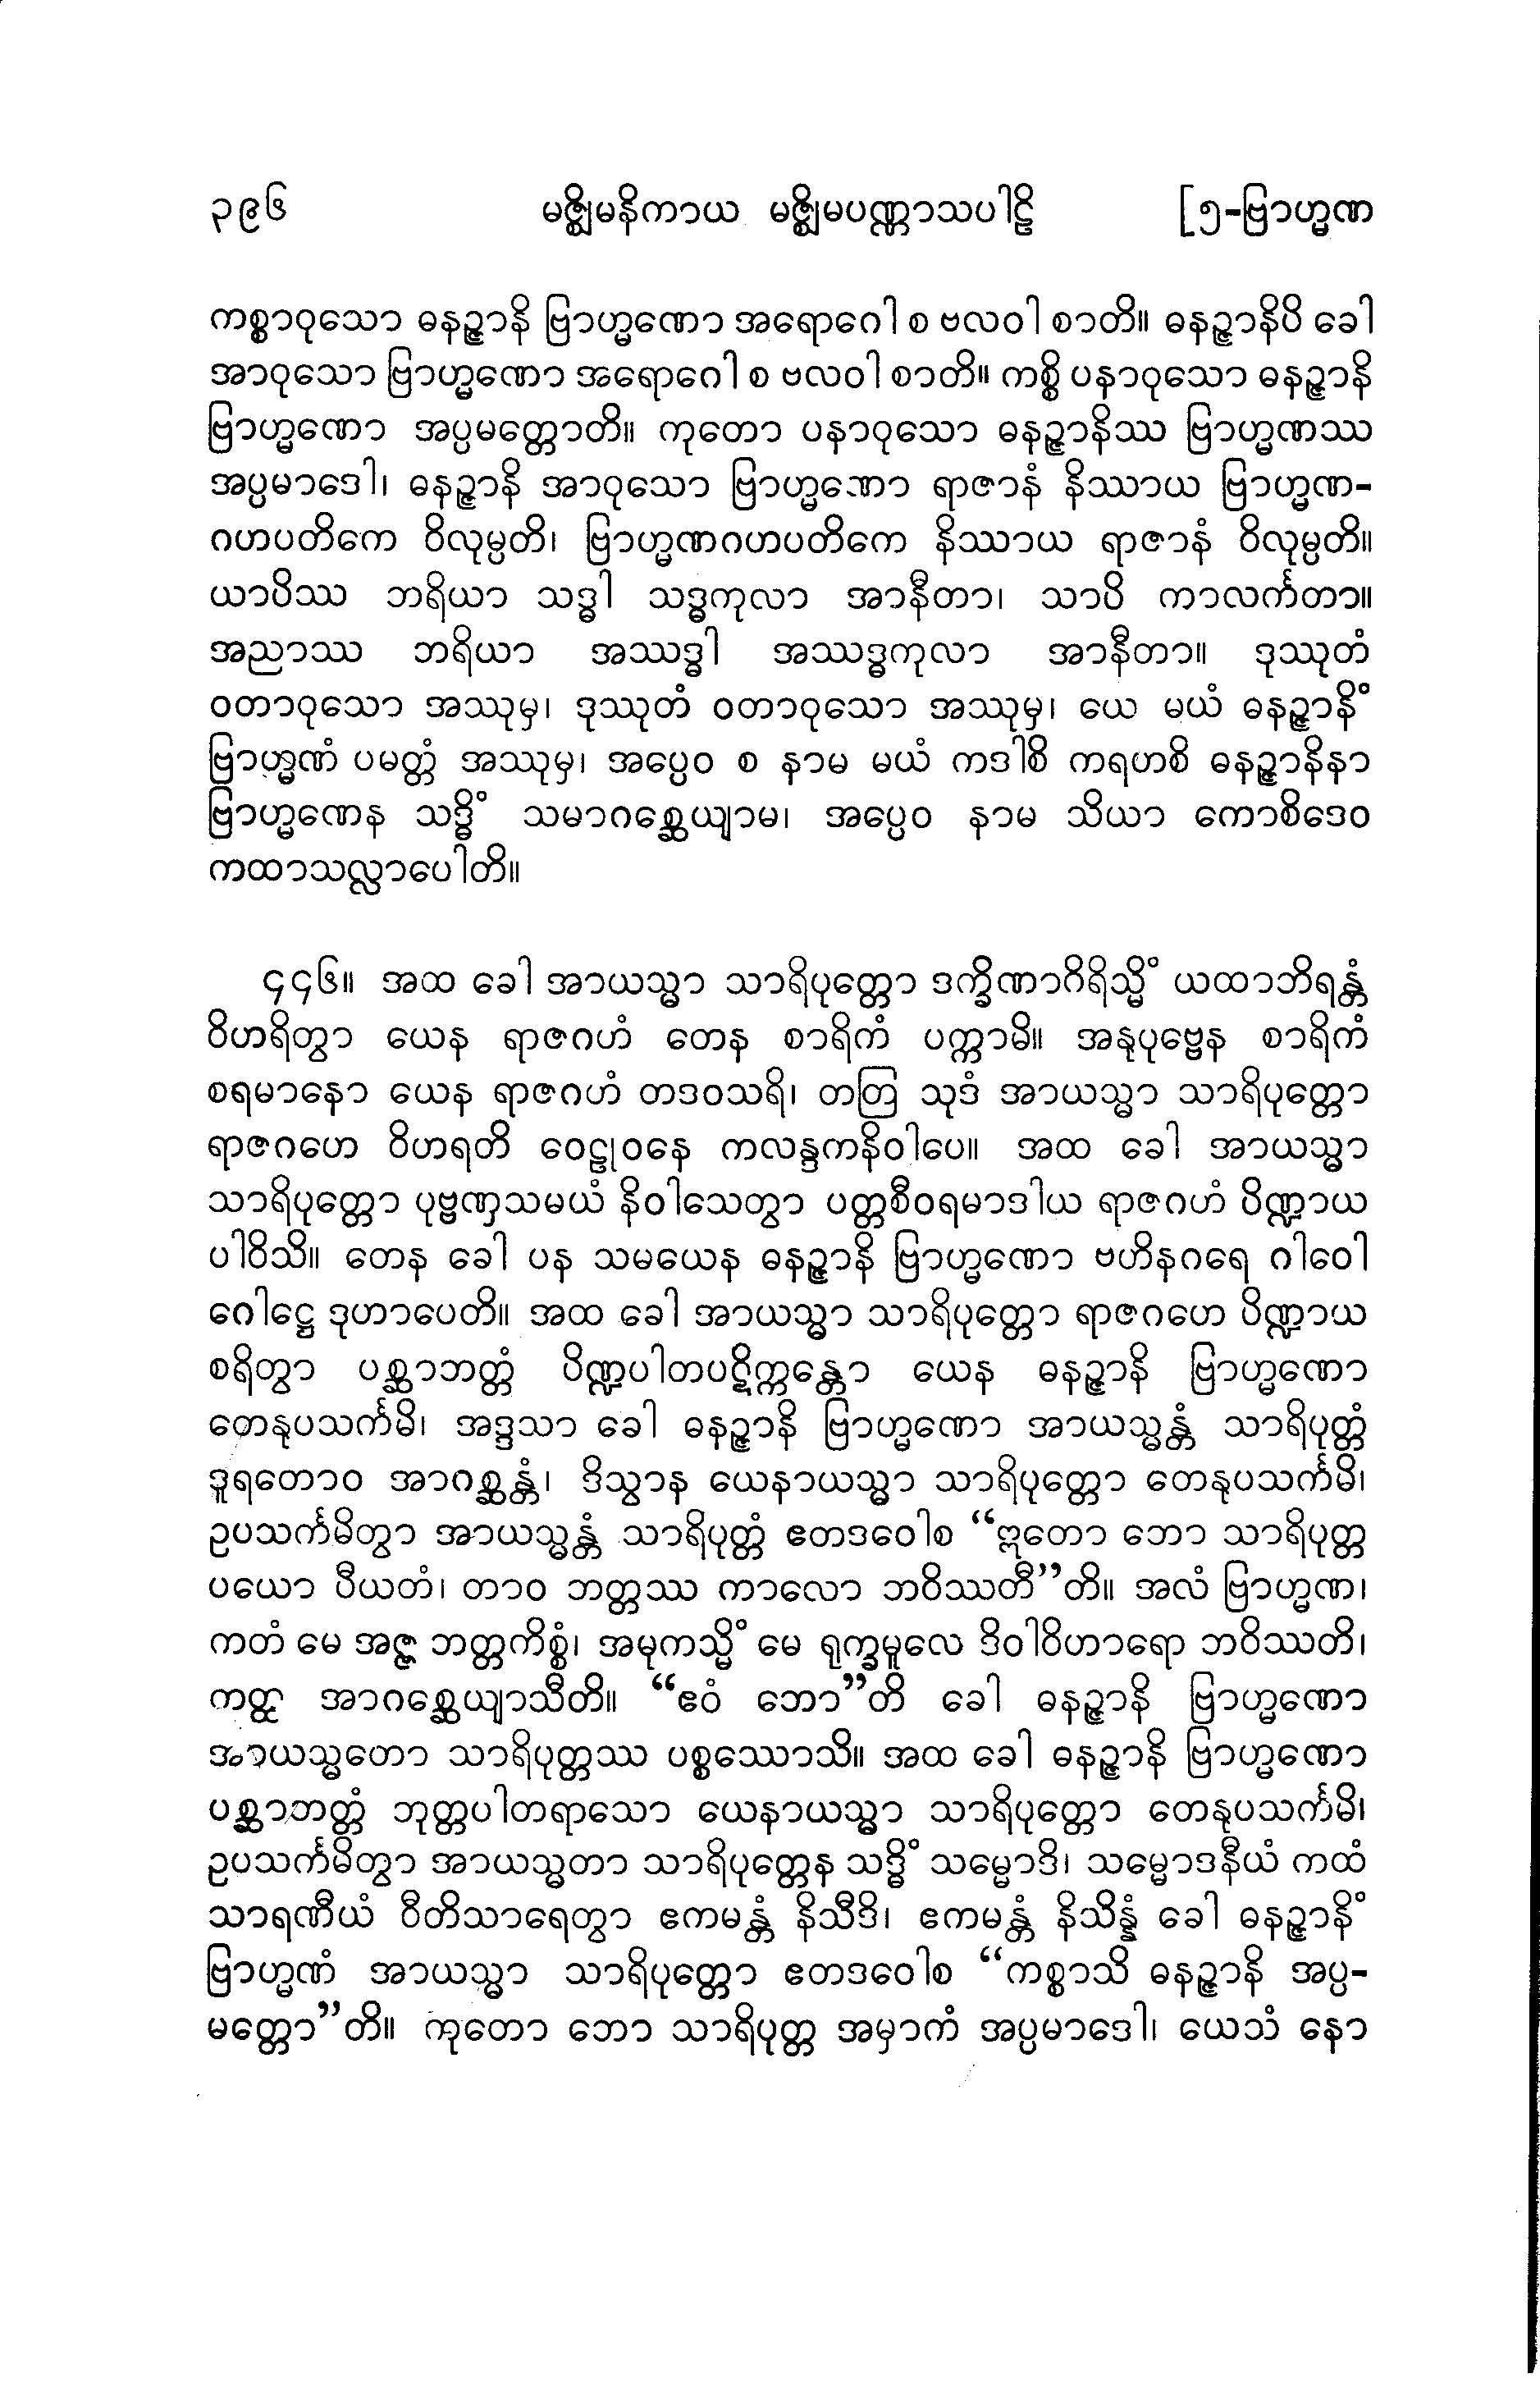 ၃၉၆ မဇ္ဈိမနိကာယ မဇ္ဈိမပဏ္ဏာသပါဠိ [၅-ဗြာဟ္မဏ
ကစ္စာဝုသော ဓနဉ္ဇာနိ ဗြာဟ္မဏော အရောဂေါ စ ဗလဝါ စာတိ။ ဓနဉ္ဇာနိပိ ခေါ
အာဝုသော ဗြာဟ္မဏော အရောဂေါ စ ဗလဝါ စာတိ။ ကစ္စိ ပနာဝုသော ဓနဉ္ဇာနိ
ဗြာဟ္မဏော အပ္ပမတ္တောတိ။ ကုတော ပနာဝုသော ဓနဉ္ဇာနိဿ ဗြာဟ္မဏဿ
အပ္ပမာဒေါ၊ ဓနဉ္ဇာနိ အာဝုသော ဗြာဟ္မဏော ရာဇာနံ နိဿာယ ဗြာဟ္မဏ-
ဂဟပတိကေ ဝိလုမ္ပတိ၊ ဗြာဟ္မဏဂဟပတိကေ နိဿာယ ရာဇာနံ ဝိလုမ္ပတိ။
ယာပိဿ ဘရိယာ သဒ္ဓါ သဒ္ဓကုလာ အာနီတာ၊ သာပိ ကာလင်္ကတာ။
အညာဿ ဘရိယာ အဿဒ္ဓါ အဿဒ္ဓကုလာ အာနီတာ။ ဒုဿုတံ
ဝတာဝုသော အဿုမှ၊ ဒုဿုတံ ဝတာဝုသော အဿုမှ၊ ယေ မယံ ဓနဉ္ဇာနိံ
ဗြာဟ္မဏံ ပမတ္တံ အဿုမှ၊ အပ္ပေဝ စ နာမ မယံ ကဒါစိ ကရဟစိ ဓနဉ္ဇာနိနာ
ဗြာဟ္မဏေန သဒ္ဓိံ သမာဂစ္ဆေယျာမ၊ အပ္ပေဝ နာမ သိယာ ကောစိဒေဝ
ကထာသလ္လာပေါတိ။
၄၄၆။ အထ ခေါ အာယသ္မာ သာရိပုတ္တော ဒက္ခိဏာဂိရိသ္မိံ ယထာဘိရန္တံ
ဝိဟရိတွာ ယေန ရာဇဂဟံ တေန စာရိကံ ပက္ကာမိ။ အနုပုဗ္ဗေန စာရိကံ
စရမာနော ယေန ရာဇဂဟံ တဒဝသရိ၊ တတြ သုဒံ အာယသ္မာ သာရိပုတ္တော
ရာဇဂဟေ ဝိဟရတိ ဝေဠုဝနေ ကလန္ဒကနိဝါပေ။ အထ ခေါ အာယသ္မာ
သာရိပုတ္တော ပုဗ္ဗဏှသမယံ နိဝါသေတွာ ပတ္တစီဝရမာဒါယ ရာဇဂဟံ ပိဏ္ဍာယ
ပါဝိသိ။ တေန ခေါ ပန သမယေန ဓနဉ္ဇာနိ ဗြာဟ္မဏော ဗဟိနဂရေ ဂါဝေါ
ဂေါဋ္ဌေ ဒုဟာပေတိ။ အထ ခေါ အာယသ္မာ သာရိပုတ္တော ရာဇဂဟေ ပိဏ္ဍာယ
စရိတွာ ပစ္ဆာဘတ္တံ ပိဏ္ဍပါတပဋိက္ကန္တော ယေန ဓနဉ္ဇာနိ ဗြာဟ္မဏော
တေနုပသင်္ကမိ၊ အဒ္ဒသာ ခေါ ဓနဉ္ဇာနိ ဗြာဟ္မဏော အာယသ္မန္တံ သာရိပုတ္တံ
ဒူရတောဝ အာဂစ္ဆန္တံ၊ ဒိသွာန ယေနာယသ္မာ သာရိပုတ္တော တေနုပသင်္ကမိ၊
ဥပသင်္ကမိတွာ အာယသ္မန္တံ သာရိပုတ္တံ ဧတဒဝေါစ “ဣတော ဘော သာရိပုတ္တ
ပယော ပီယတံ၊ တာဝ ဘတ္တဿ ကာလော ဘဝိဿတီ”တိ။ အလံ ဗြာဟ္မဏ၊
ကတံ မေ အဇ္ဇ ဘတ္တကိစ္စံ၊ အမုကသ္မိံ မေ ရုက္ခမူလေ ဒိဝါဝိဟာရော ဘဝိဿတိ၊
ကတ္ထ အာဂစ္ဆေယျာသီတိ။ “ဧဝံ ဘော”တိ ခေါ ဓနဉ္ဇာနိ ဗြာဟ္မဏော
အာယသ္မတော သာရိပုတ္တဿ ပစ္စဿောသိ။ အထ ခေါ ဓနဉ္ဇာနိ ဗြာဟ္မဏော
ပစ္ဆာဘတ္တံ ဘုတ္တပါတရာသော ယေနာယသ္မာ သာရိပုတ္တော တေနုပသင်္ကမိ၊
ဥပသင်္ကမိတွာ အာယသ္မတာ သာရိပုတ္တေန သဒ္ဓိံ သမ္မောဒိ၊ သမ္မောဒနီယံ ကထံ
သာရဏီယံ ဝီတိသာရေတွာ ဧကမန္တံ နိသီဒိ၊ ဧကမန္တံ နိသိန္နံ ခေါ ဓနဉ္ဇာနိံ
ဗြာဟ္မဏံ အာယသ္မာ သာရိပုတ္တော ဧတဒဝေါစ “ကစ္စာသိ ဓနဉ္ဇာနိ အပ္ပ-
မတ္တော”တိ။ ကုတော ဘော သာရိပုတ္တ အမှာကံ အပ္ပမာဒေါ၊ ယေသံ နော